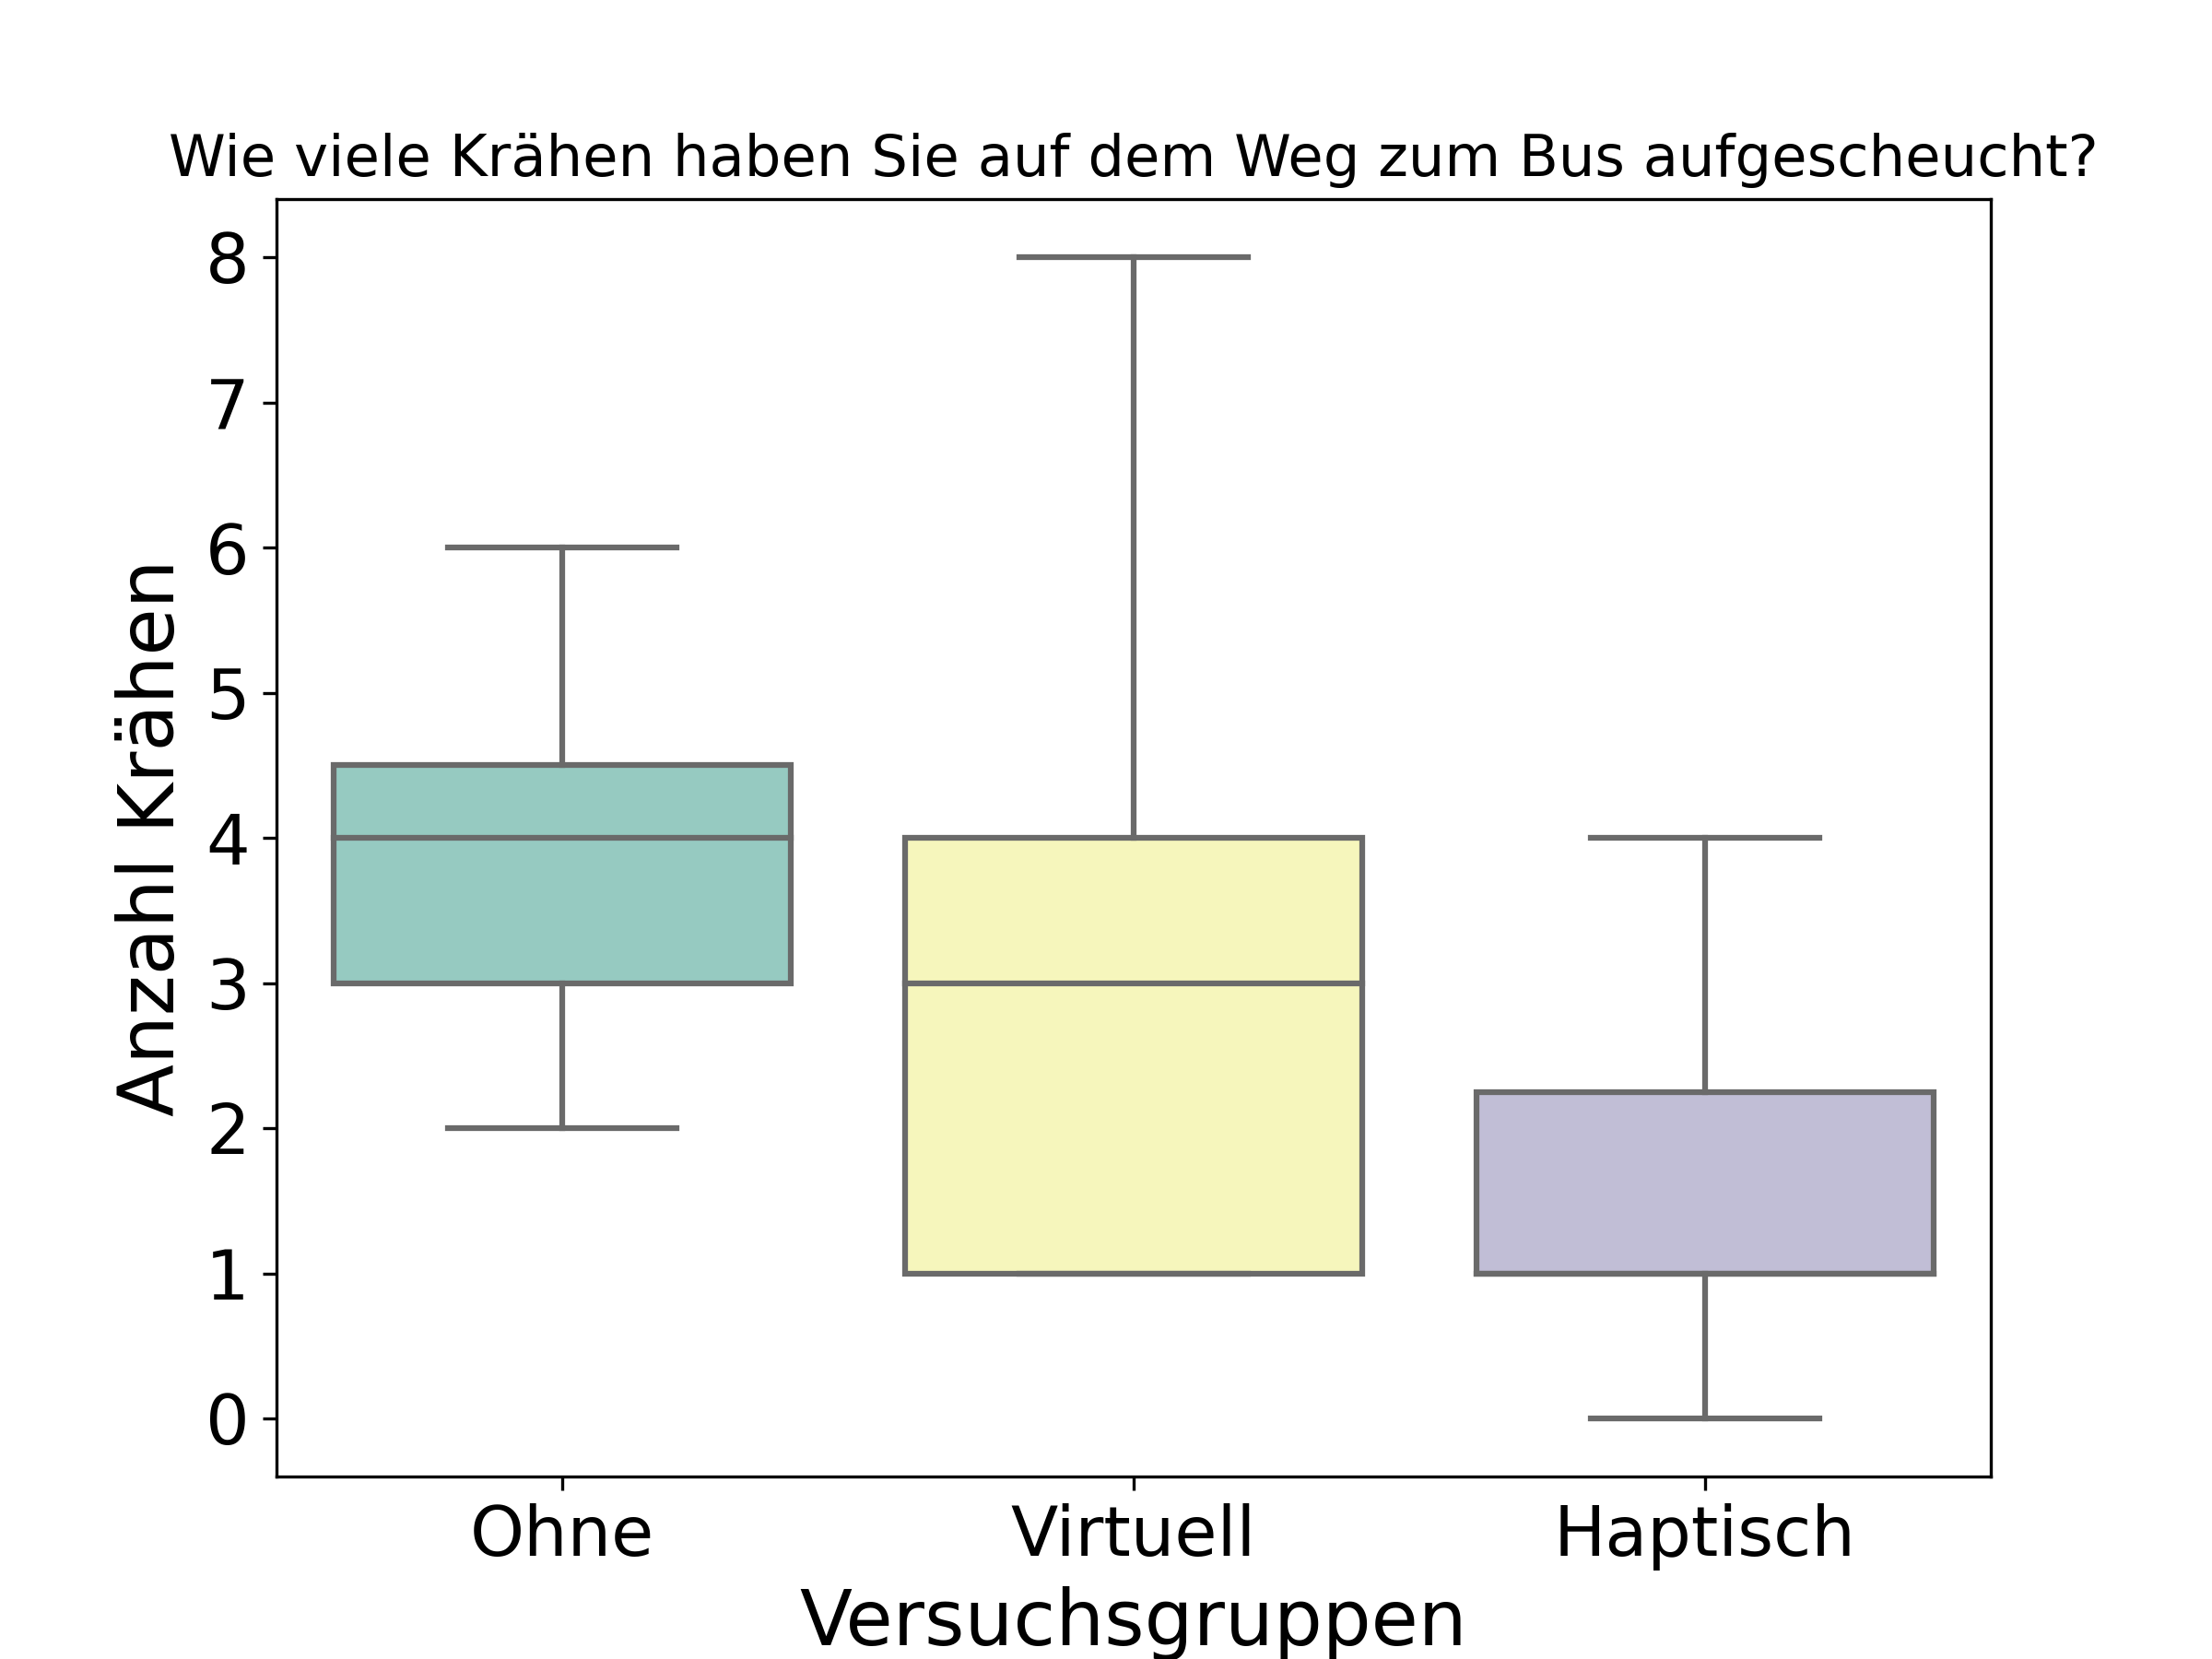 Wie viele Krähen haben Sie auf dem Weg zum Bus aufgescheucht?
8
7
6
5
4
3
2
1
0
Anzahl Krähen
Ohne Virtuell Haptisch
Versuchsgruppen